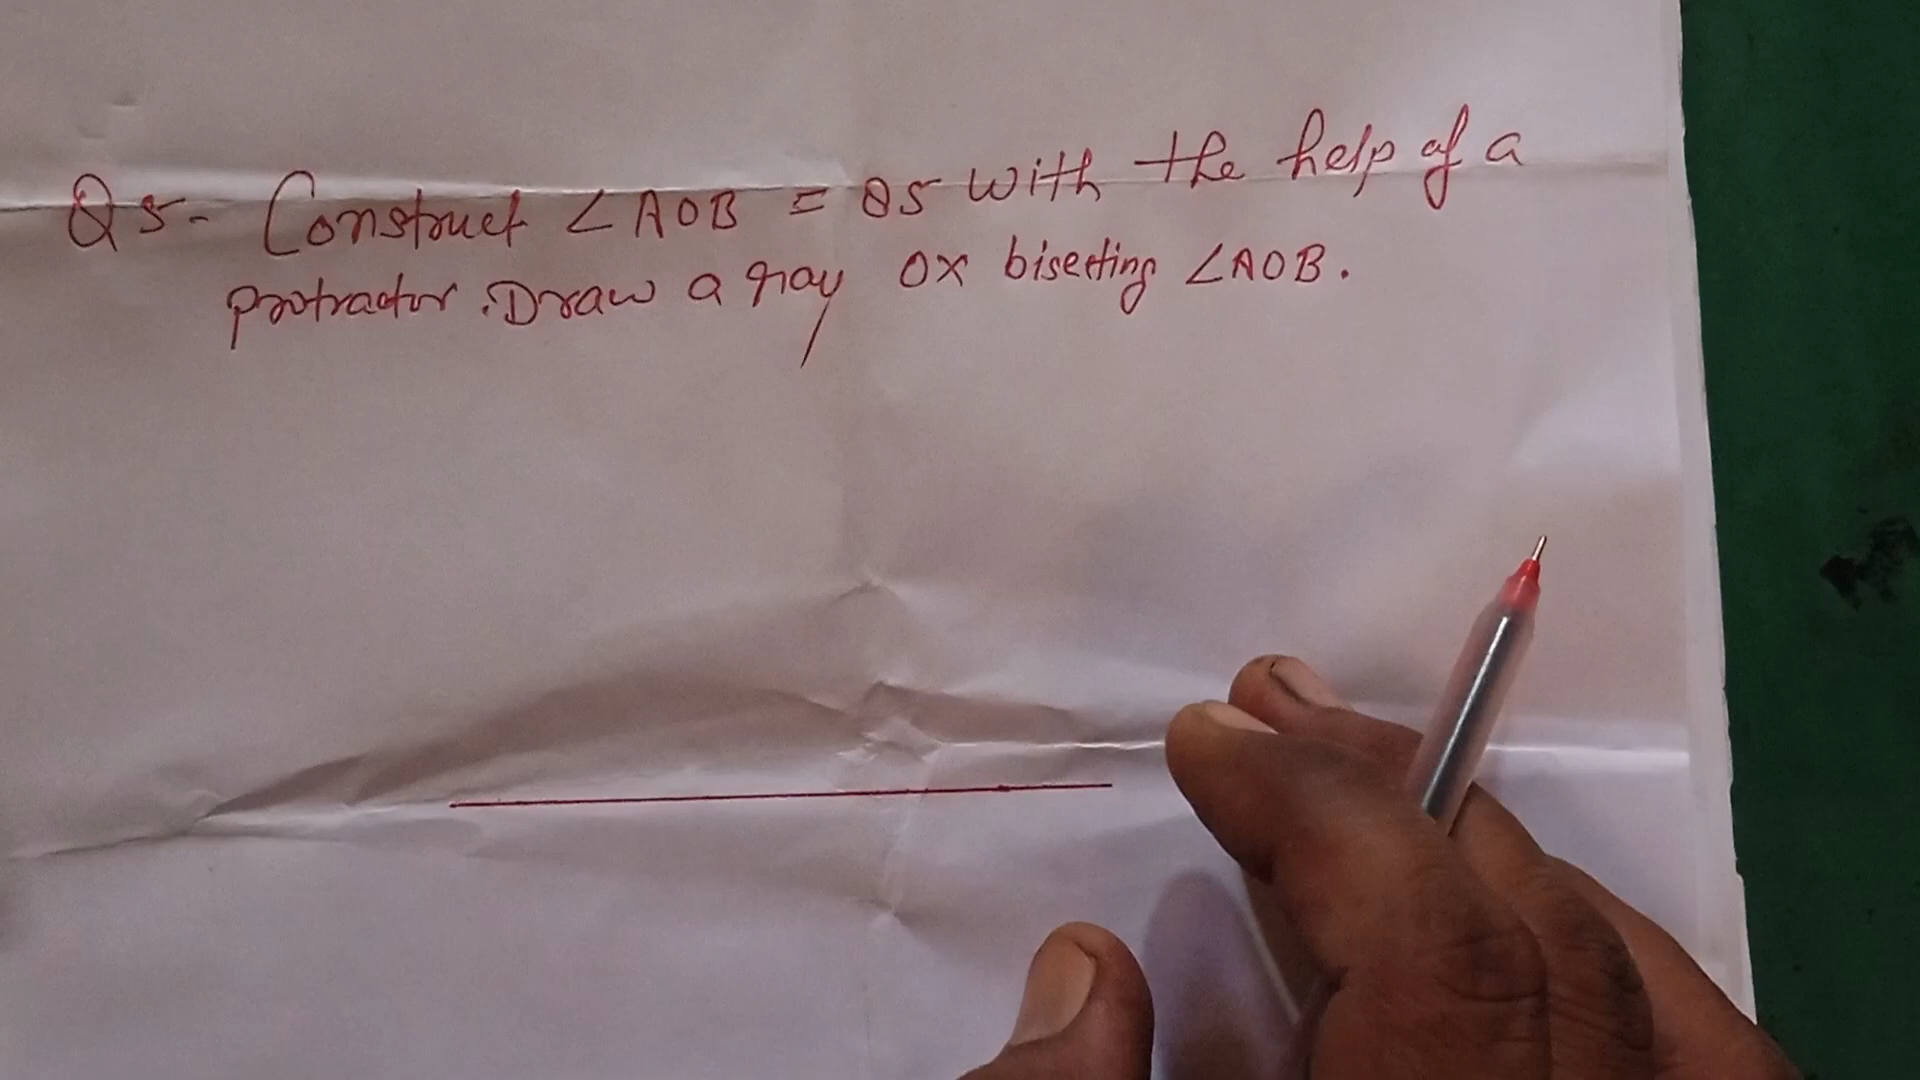 Q5- Construct ∠AOB = 85 with the help of a
protractor. Draw a ray OX bisecting ∠AOB.